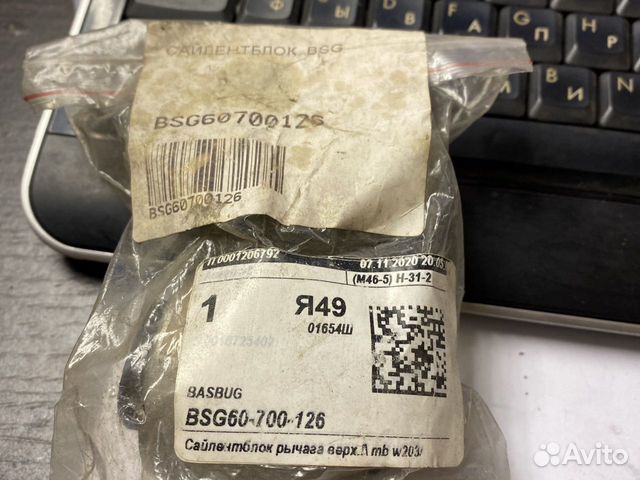 САЙЛЕНТБЛОК BSG
BSG60700126
BSG60700126
0001206792 07.11.2020 20:05
(M46-5) H-31-2
1 Я49
01654Ш
BASBUG
BSG60-700-126
Сайлентблок рычага верх. mb w203/
Avito
Ф
G П
В И N